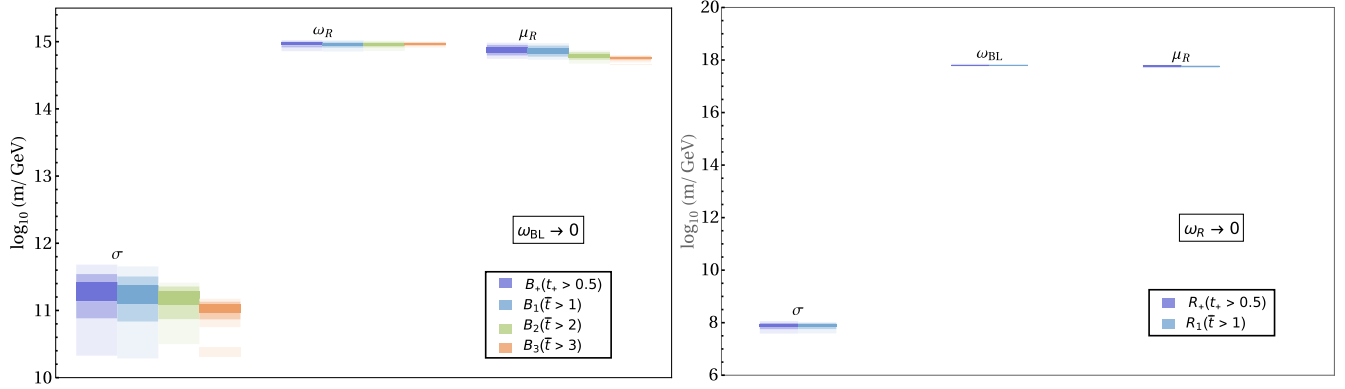 log₁₀ (m/ GeV)
15
14
13
12
11
10
σ
ω_R
μ_R
ω_BL → 0
B₊(t₊ > 0.5)
B₁(t̄ > 1)
B₂(t̄ > 2)
B₃(t̄ > 3)
log₁₀ (m/ GeV)
20
18
16
14
12
10
8
6
σ
ω_BL
μ_R
ω_R → 0
R₊(t₊ > 0.5)
R₁(t̄ > 1)